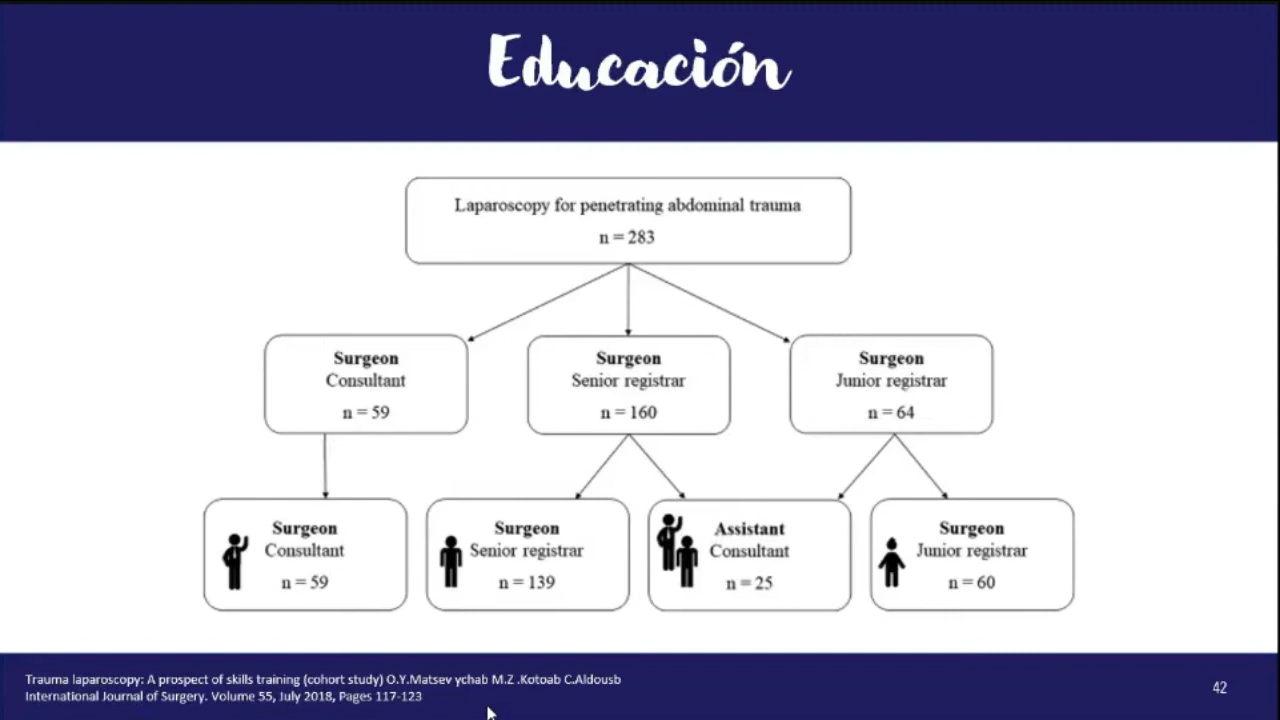 Educación
Laparoscopy for penetrating abdominal trauma
n = 283
Surgeon
Consultant
n = 59
Surgeon
Senior registrar
n = 160
Surgeon
Junior registrar
n = 64
Surgeon
Consultant
n = 59
Surgeon
Senior registrar
n = 139
Assistant
Consultant
n = 25
Surgeon
Junior registrar
n = 60
Trauma laparoscopy: A prospect of skills training (cohort study) O.Y.Matsev ychab M.Z .Kotoab C.Aldousb
International Journal of Surgery. Volume 55, July 2018, Pages 117-123
42